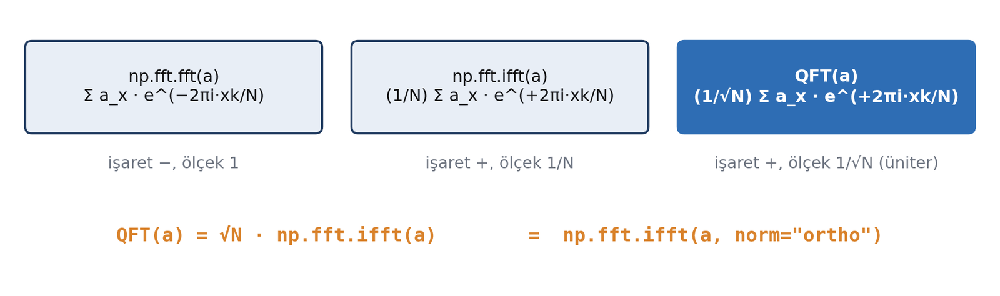 np.fft.fft(a)
Σ a_x · e^(−2πi·xk/N)
np.fft.ifft(a)
(1/N) Σ a_x · e^(+2πi·xk/N)
QFT(a)
(1/√N) Σ a_x · e^(+2πi·xk/N)
işaret −, ölçek 1
işaret +, ölçek 1/N
işaret +, ölçek 1/√N (üniter)
QFT(a) = √N · np.fft.ifft(a) = np.fft.ifft(a, norm="ortho")